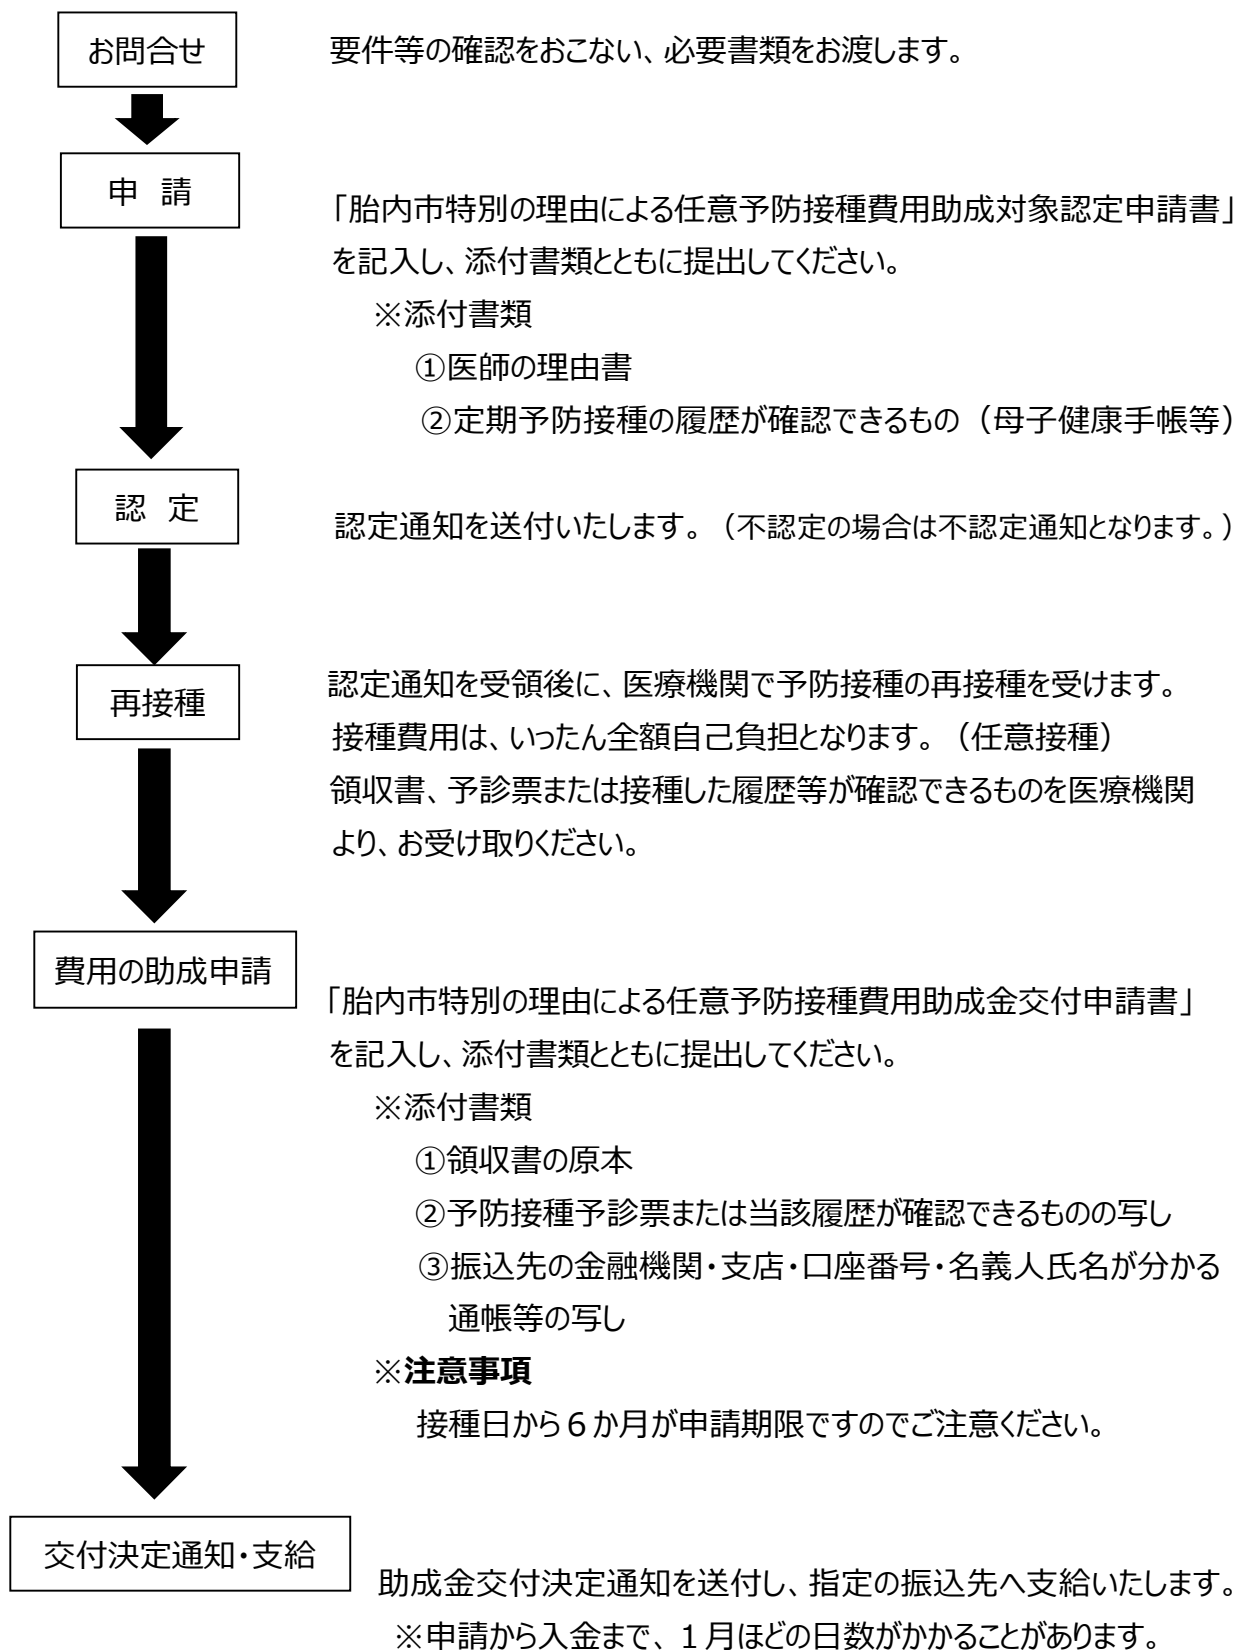 お問合せ
要件等の確認をおこない、必要書類をお渡します。
申 請
「胎内市特別の理由による任意予防接種費用助成対象認定申請書」
を記入し、添付書類とともに提出してください。
※添付書類
①医師の理由書
②定期予防接種の履歴が確認できるもの（母子健康手帳等）
認 定
認定通知を送付いたします。（不認定の場合は不認定通知となります。）
再接種
認定通知を受領後に、医療機関で予防接種の再接種を受けます。
接種費用は、いったん全額自己負担となります。（任意接種）
領収書、予診票または接種した履歴等が確認できるものを医療機関
より、お受け取りください。
費用の助成申請
「胎内市特別の理由による任意予防接種費用助成金交付申請書」
を記入し、添付書類とともに提出してください。
※添付書類
①領収書の原本
②予防接種予診票または当該履歴が確認できるものの写し
③振込先の金融機関・支店・口座番号・名義人氏名が分かる
通帳等の写し
※注意事項
接種日から６か月が申請期限ですのでご注意ください。
交付決定通知・支給
助成金交付決定通知を送付し、指定の振込先へ支給いたします。
※申請から入金まで、１月ほどの日数がかかることがあります。